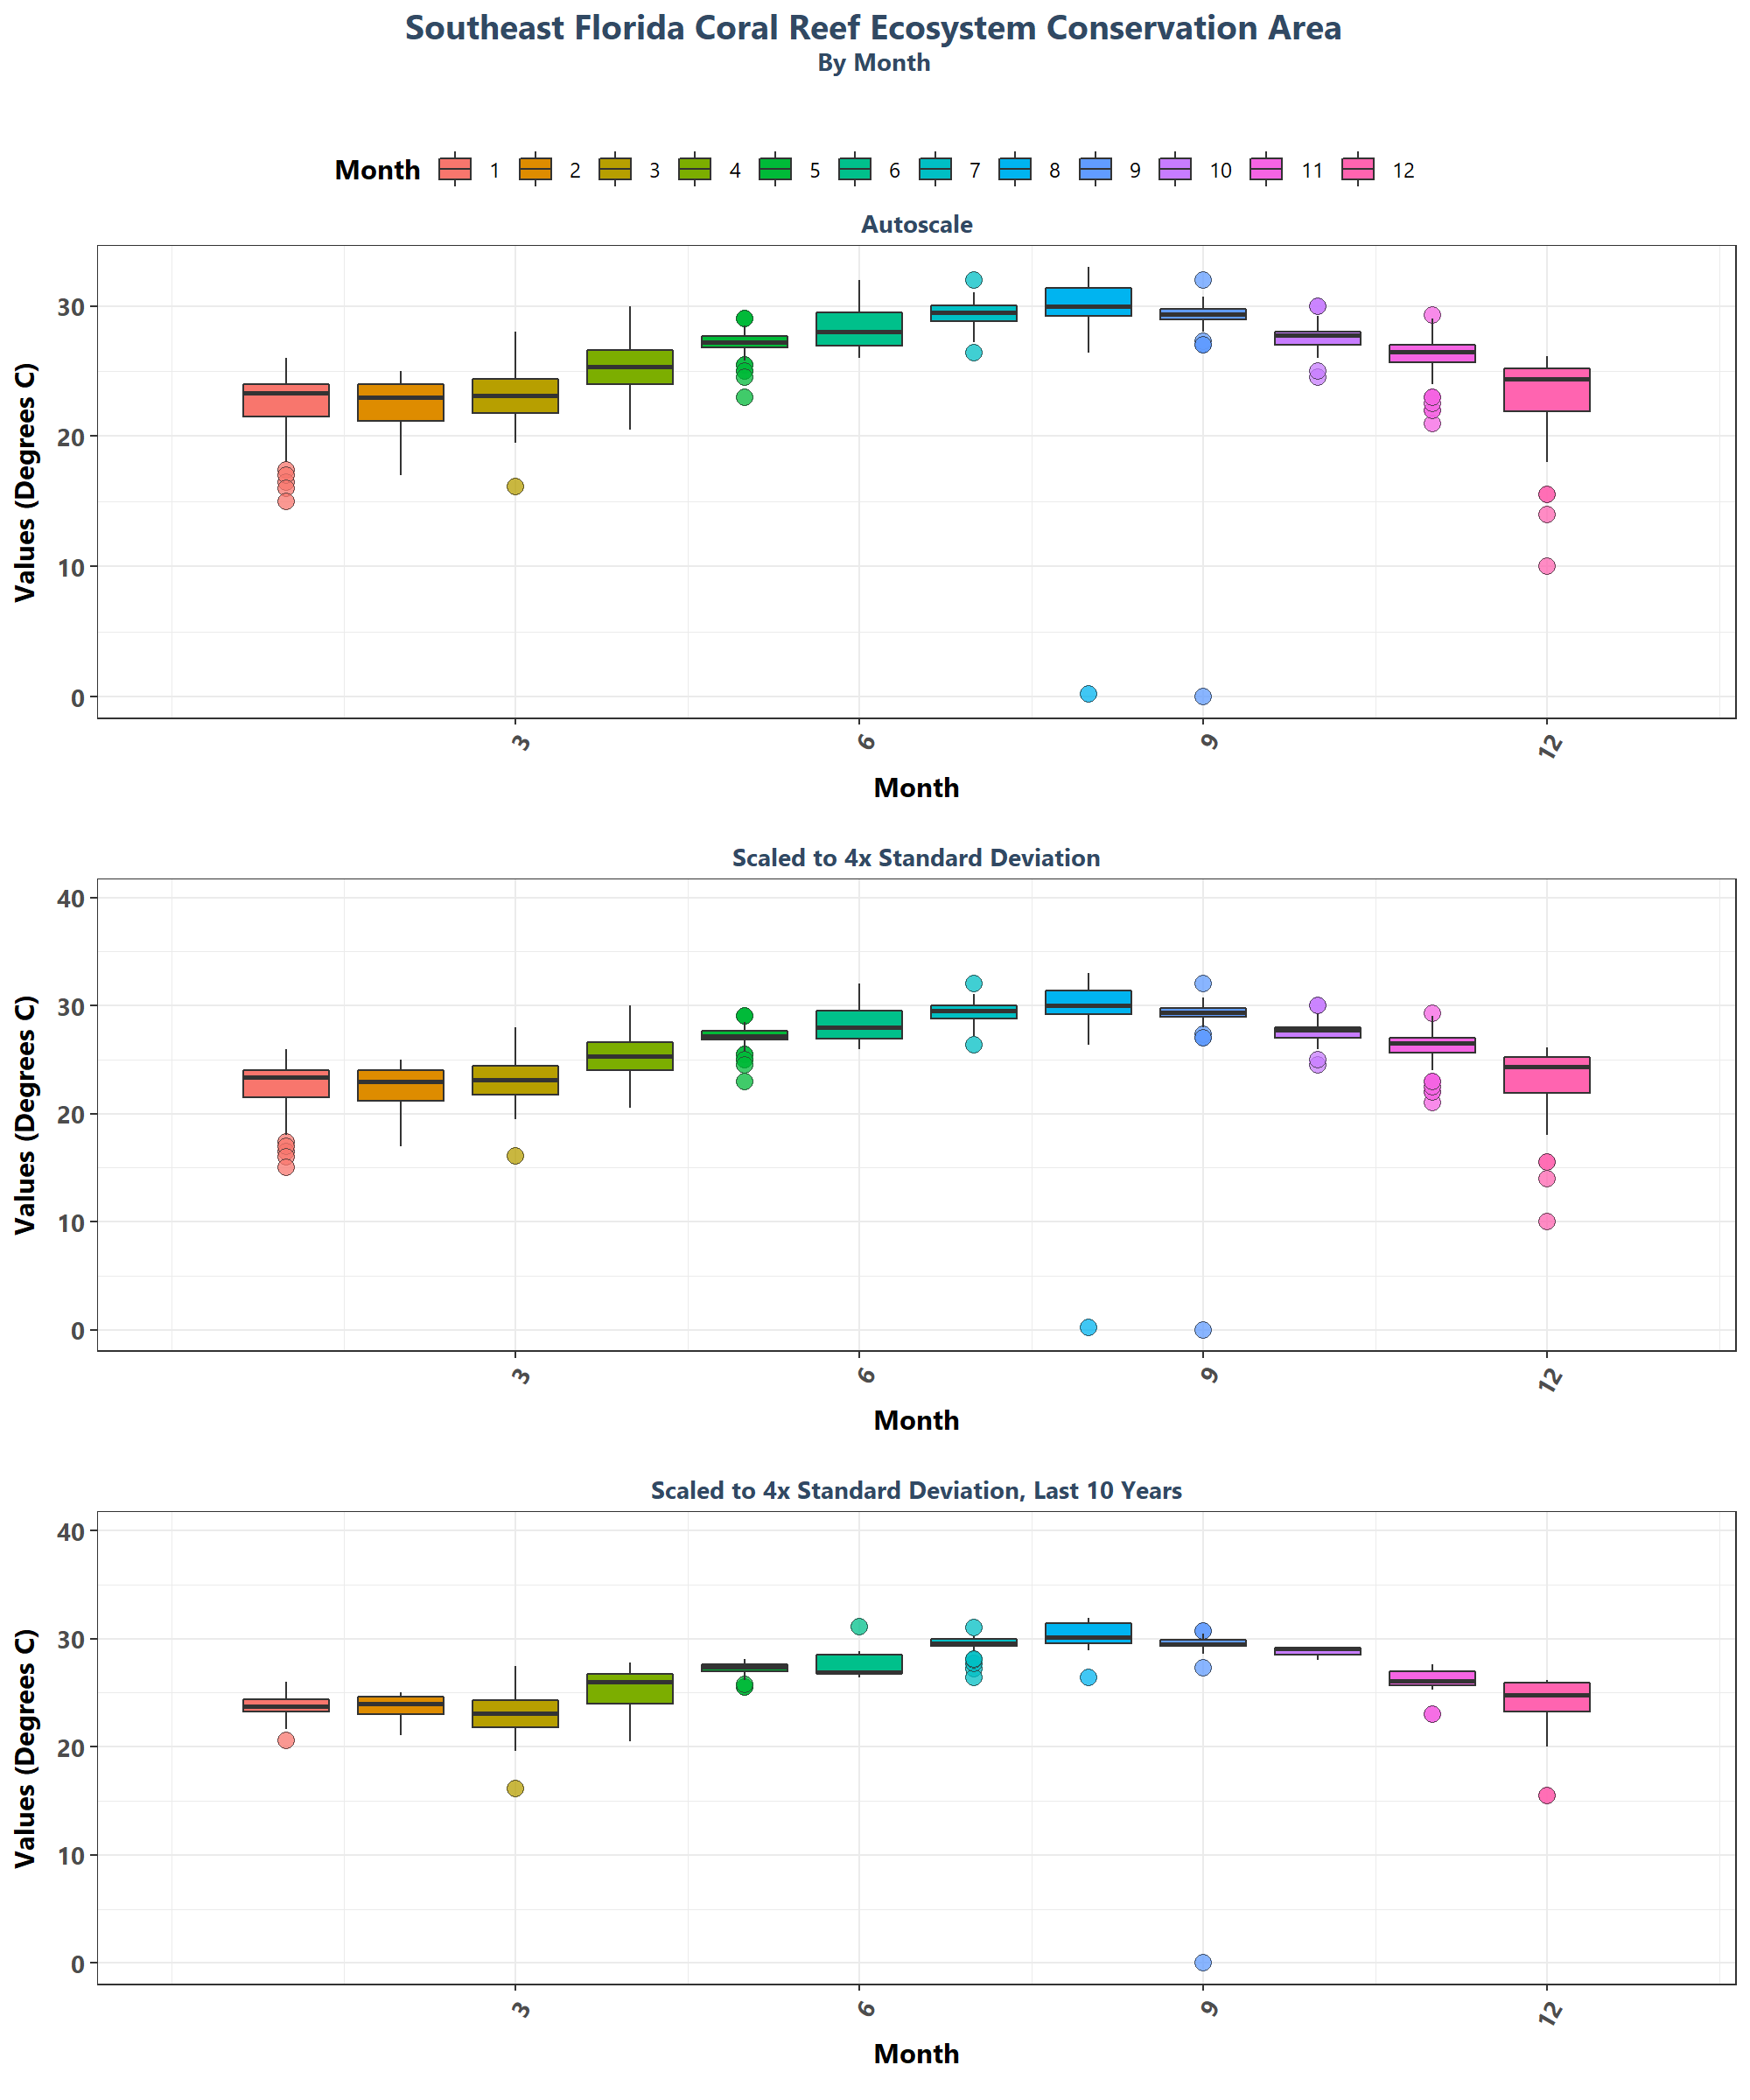 Southeast Florida Coral Reef Ecosystem Conservation Area
By Month
Month 1 2 3 4 5 6 7 8 9 10 11 12
Autoscale
Values (Degrees C)
30
20
10
0
3 6 9 12
Month
Scaled to 4x Standard Deviation
Values (Degrees C)
40
30
20
10
0
3 6 9 12
Month
Scaled to 4x Standard Deviation, Last 10 Years
Values (Degrees C)
40
30
20
10
0
3 6 9 12
Month